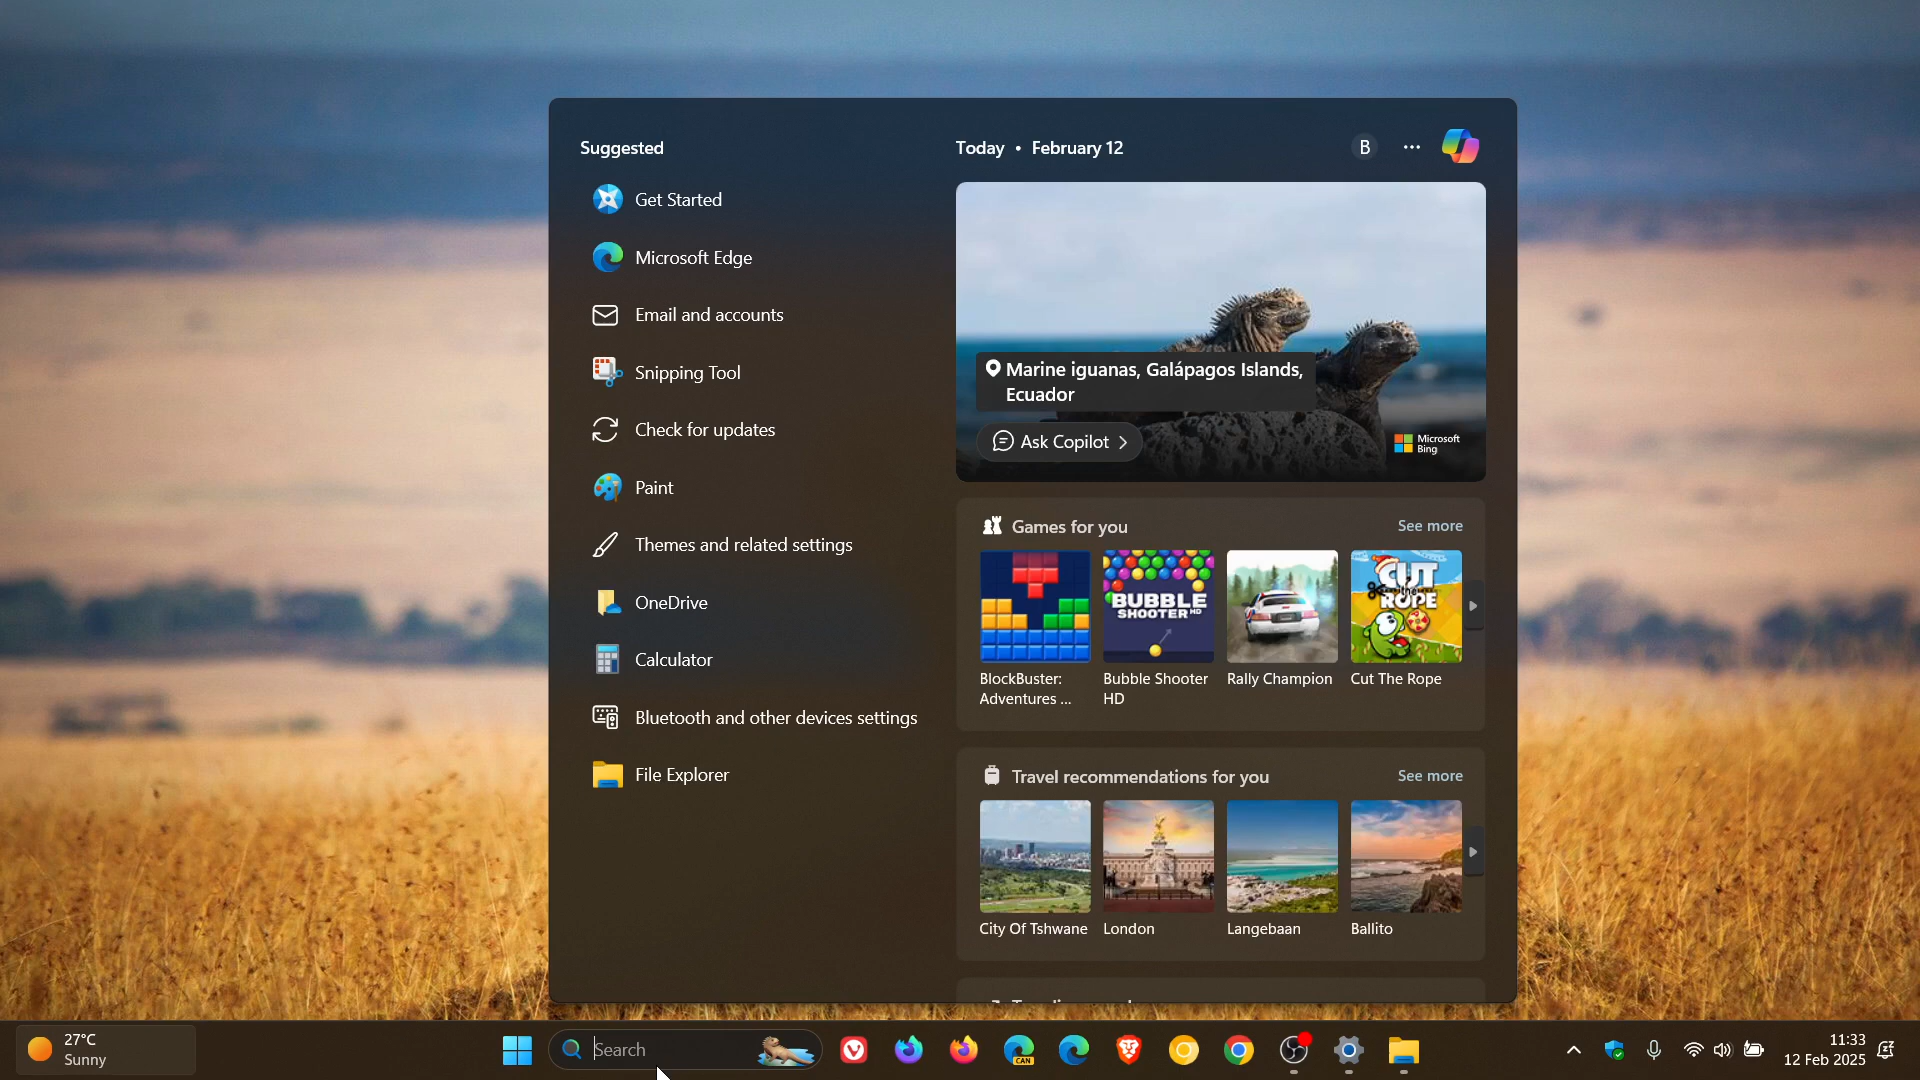 Suggested
Get Started
Microsoft Edge
Email and accounts
Snipping Tool
Check for updates
Paint
Themes and related settings
OneDrive
Calculator
Bluetooth and other devices settings
File Explorer
Today • February 12
B
Marine iguanas, Galápagos Islands,
Ecuador
Ask Copilot
Microsoft
Bing
Games for you
See more
BUBBLE
SHOOTER HD
CUT
the
ROPE
BlockBuster:
Adventures ...
Bubble Shooter
HD
Rally Champion
Cut The Rope
Travel recommendations for you
See more
City Of Tshwane
London
Langebaan
Ballito
27°C
Sunny
Search
CAN
11:33
12 Feb 2025